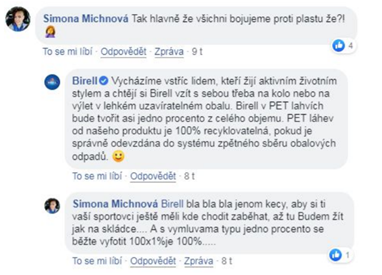 Simona Michnová Tak hlavně že všichni bojujeme proti plastu že?!
🤦‍♀️
4
To se mi líbí · Odpovědět · Zpráva · 9 t
Birell Vycházíme vstříc lidem, kteří žijí aktivním životním
stylem a chtějí si Birell vzít s sebou třeba na kolo nebo na
výlet v lehkém uzavíratelném obalu. Birell v PET lahvích
bude tvořit asi jedno procento z celého objemu. PET láhev
od našeho produktu je 100% recyklovatelná, pokud je
správně odevzdána do systému zpětného sběru obalových
odpadů. 🙂
To se mi líbí · Odpovědět · 8 t
Simona Michnová Birell bla bla bla jenom kecy, aby si ti
vaší sportovci ještě měli kde chodit zaběhat, až tu Budem žít
jak na skládce.... A s vymluvama typu jedno procento se
běžte vyfotit 100x1%je 100%.....
1
To se mi líbí · Odpovědět · Zpráva · 8 t